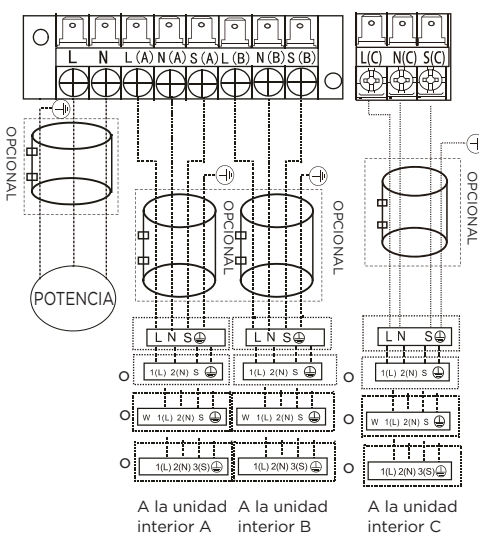 L N L(A) N(A) S(A) L(B) N(B) S(B)
L(C) N(C) S(C)
OPCIONAL
OPCIONAL
OPCIONAL
OPCIONAL
POTENCIA
L N S
L N S
L N S
1(L) 2(N) S
1(L) 2(N) S
1(L) 2(N) S
o
o
W 1(L) 2(N) S
W 1(L) 2(N) S
W 1(L) 2(N) S
o
o
1(L) 2(N) 3(S)
1(L) 2(N) 3(S)
1(L) 2(N) 3(S)
o
o
A la unidad
interior A
A la unidad
interior B
A la unidad
interior C